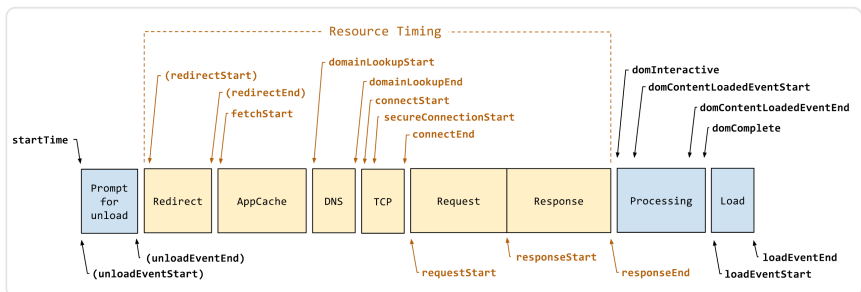 Resource Timing
domainLookupStart
(redirectStart)
domInteractive
(redirectEnd)
domainLookupEnd
domContentLoadedEventStart
connectStart
fetchStart
secureConnectionStart
domContentLoadedEventEnd
connectEnd
domComplete
startTime
Prompt
for
unload
Redirect
AppCache
DNS
TCP
Request
Response
Processing
Load
(unloadEventEnd)
responseStart
loadEventEnd
(unloadEventStart)
requestStart
responseEnd
loadEventStart